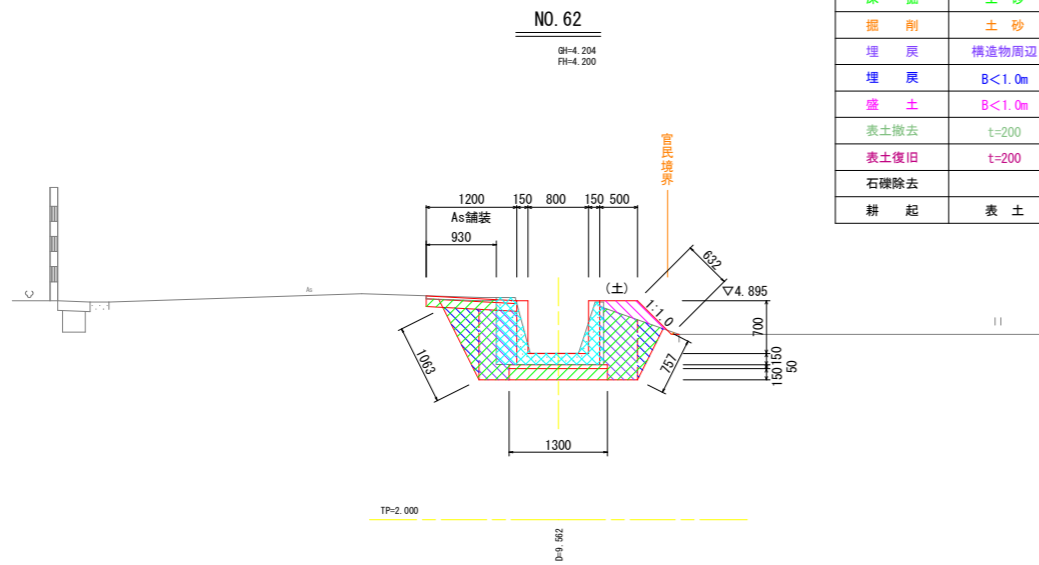 NO. 62
GH=4.204
FH=4.200
床 掘 土 砂
掘 削 土 砂
埋 戻 構造物周辺
埋 戻 B<1.0m
盛 土 B<1.0m
表土撤去 t=200
表土復旧 t=200
石礫除去
耕 起 表 土
官民境界
1200 150 800 150 500
As舗装
930
632
(土)
▽4.895
As
1:1.0
700
1063
757
150
50
150
1300
TP=2.000
D=9.562